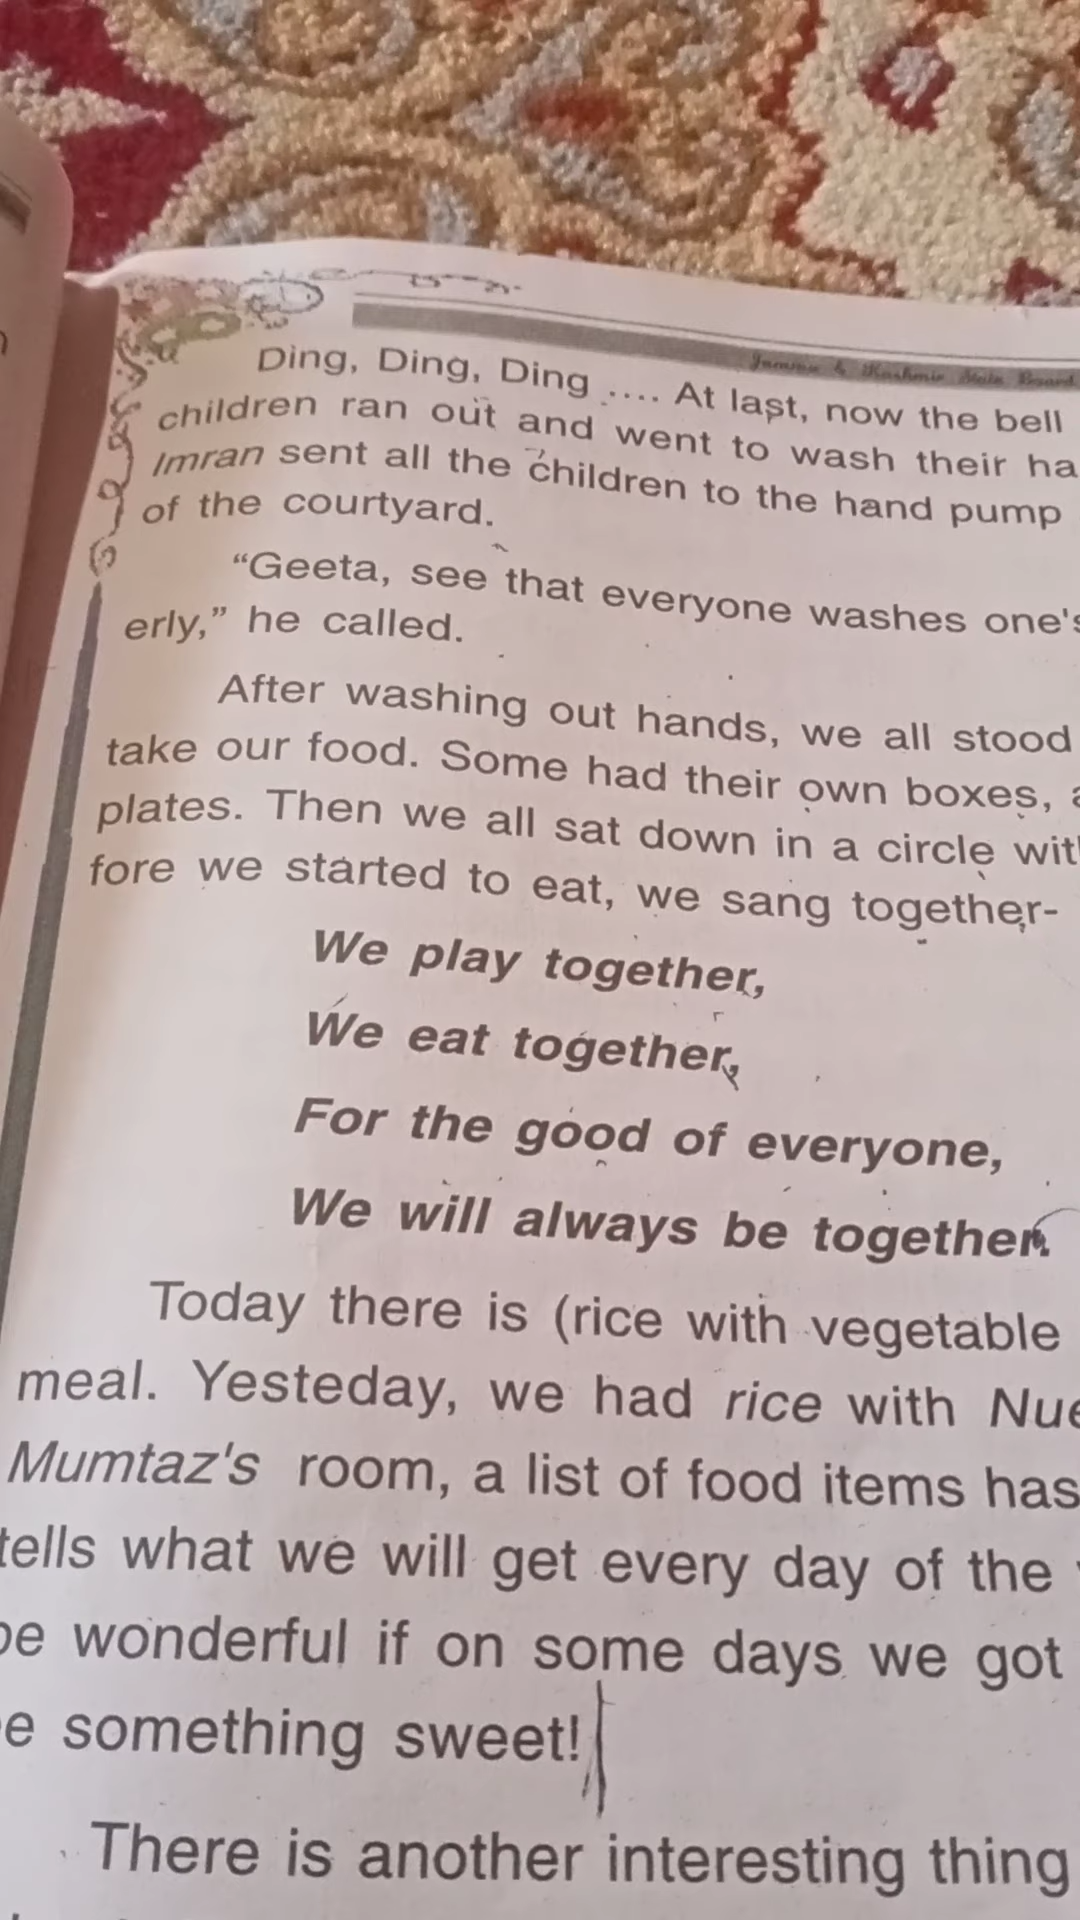 Jammu & Kashmir State Board
Ding, Ding, Ding .... At last, now the bell
children ran out and went to wash their ha
Imran sent all the children to the hand pump
of the courtyard.
“Geeta, see that everyone washes one's
erly,” he called.
After washing out hands, we all stood
take our food. Some had their own boxes, a
plates. Then we all sat down in a circle wit
fore we started to eat, we sang together-
We play together,
We eat together,
For the good of everyone,
We will always be together.
Today there is (rice with vegetable
meal. Yesteday, we had rice with Nue
Mumtaz's room, a list of food items has
tells what we will get every day of the
be wonderful if on some days we got
e something sweet!
There is another interesting thing